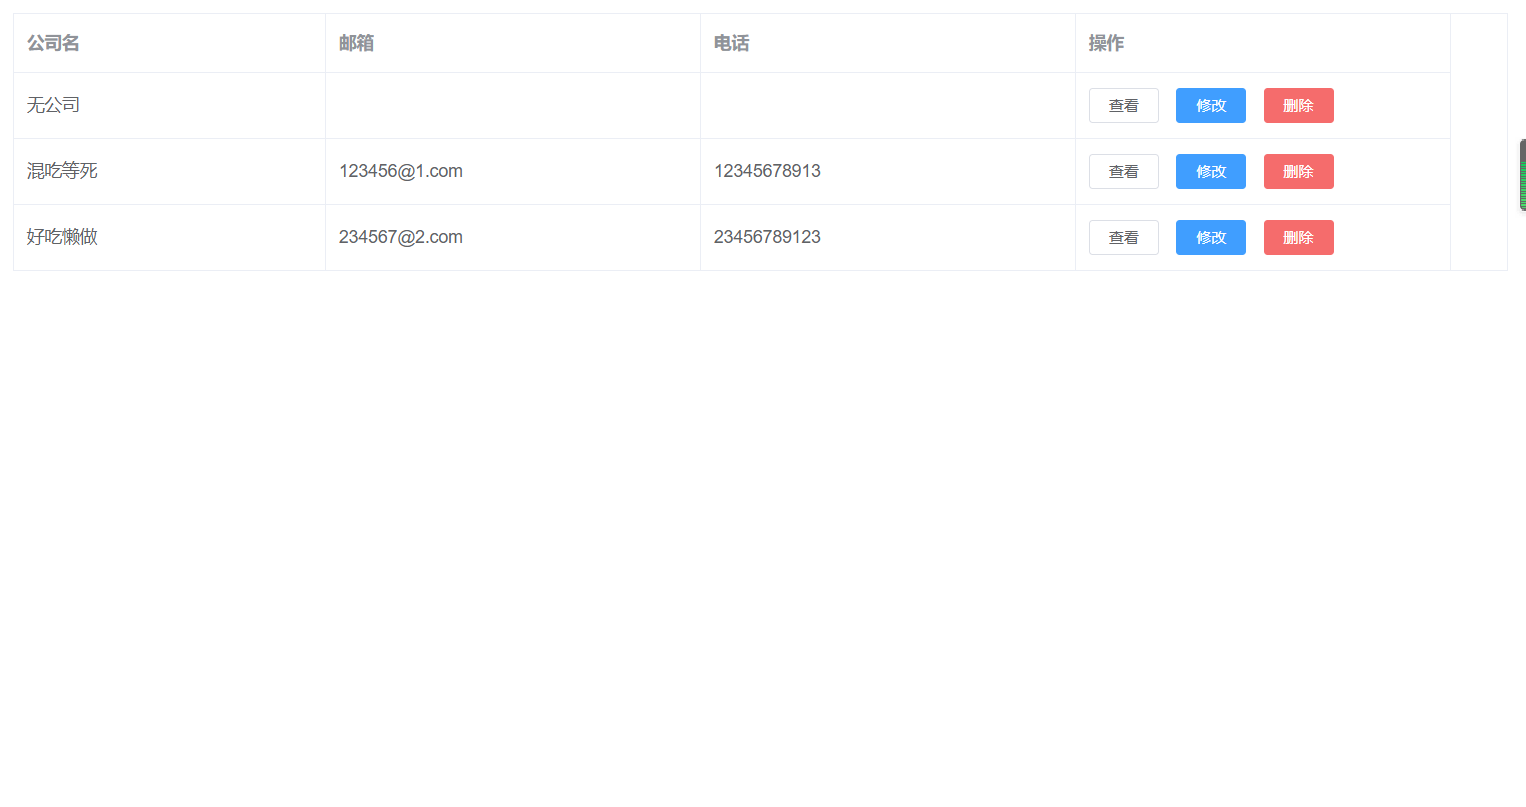 公司名 邮箱 电话 操作
无公司 查看 修改 删除
混吃等死 123456@1.com 12345678913 查看 修改 删除
好吃懒做 234567@2.com 23456789123 查看 修改 删除